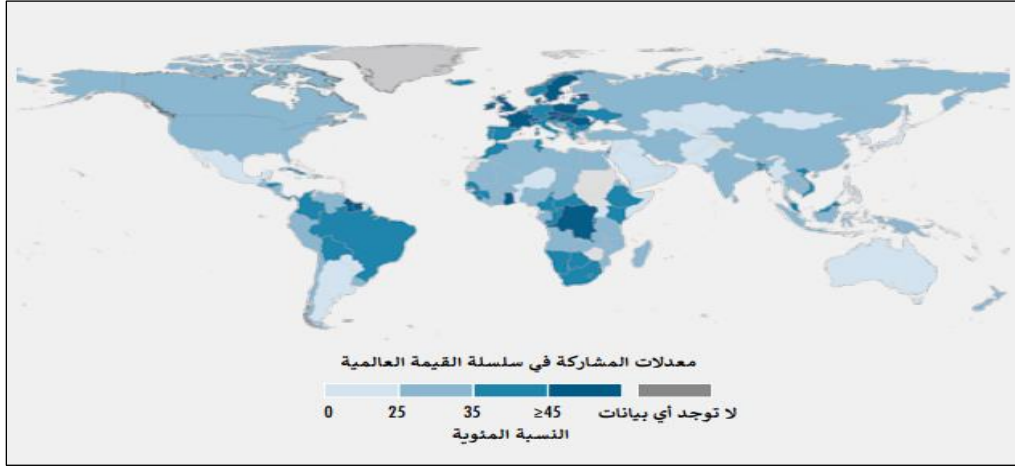 معدلات المشاركة في سلسلة القيمة العالمية
0 25 35 ≥45 لا توجد أي بيانات
النسبة المئوية